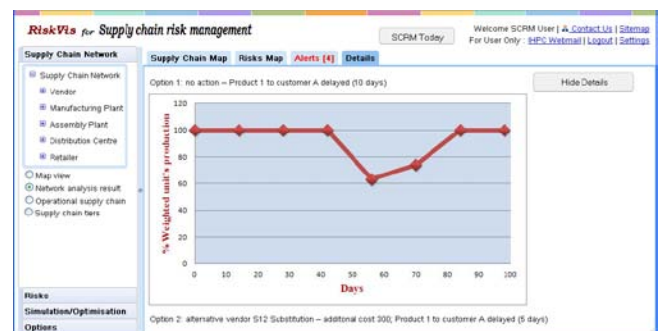 RiskVis for Supply chain risk management
SCRM Today
Welcome SCRM User | Contact Us | Sitemap
For User Only : IHPC Webmail | Logout | Settings
Supply Chain Network
Supply Chain Map Risks Map Alerts [4] Details
Supply Chain Network
Vendor
Manufacturing Plant
Assembly Plant
Distribution Centre
Retailer
Map view
Network analysis result
Operational supply chain
Supply chain tiers
Risks
Simulation/Optimisation
Options
Option 1: no action – Product 1 to customer A delayed (10 days)
Hide Details
% Weighted unit's production
120
100
80
60
40
20
0
0 10 20 30 40 50 60 70 80 90 100
Days
Option 2: alternative vendor S12 Substitution – additonal cost 300; Product 1 to customer A delayed (5 days)